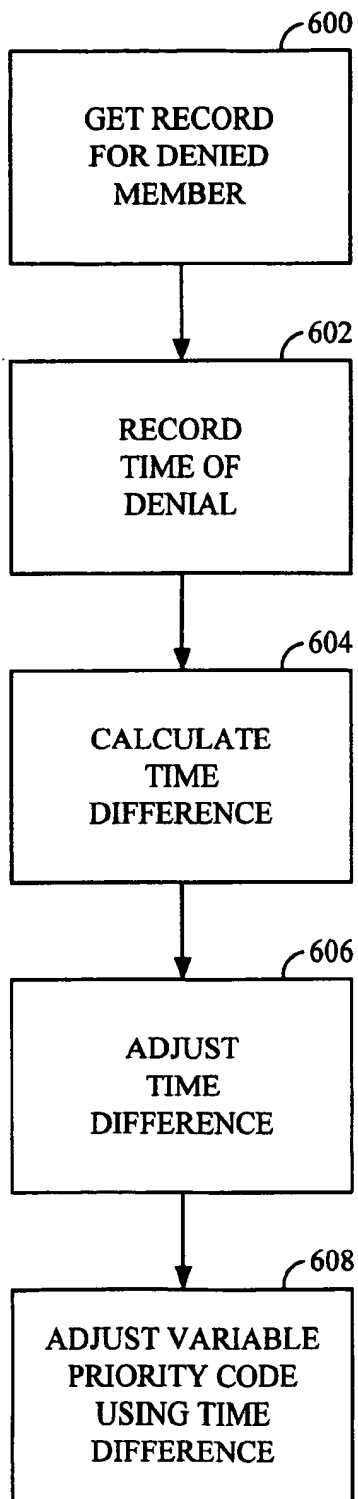 600
GET RECORD
FOR DENIED
MEMBER
602
RECORD
TIME OF
DENIAL
604
CALCULATE
TIME
DIFFERENCE
606
ADJUST
TIME
DIFFERENCE
608
ADJUST VARIABLE
PRIORITY CODE
USING TIME
DIFFERENCE